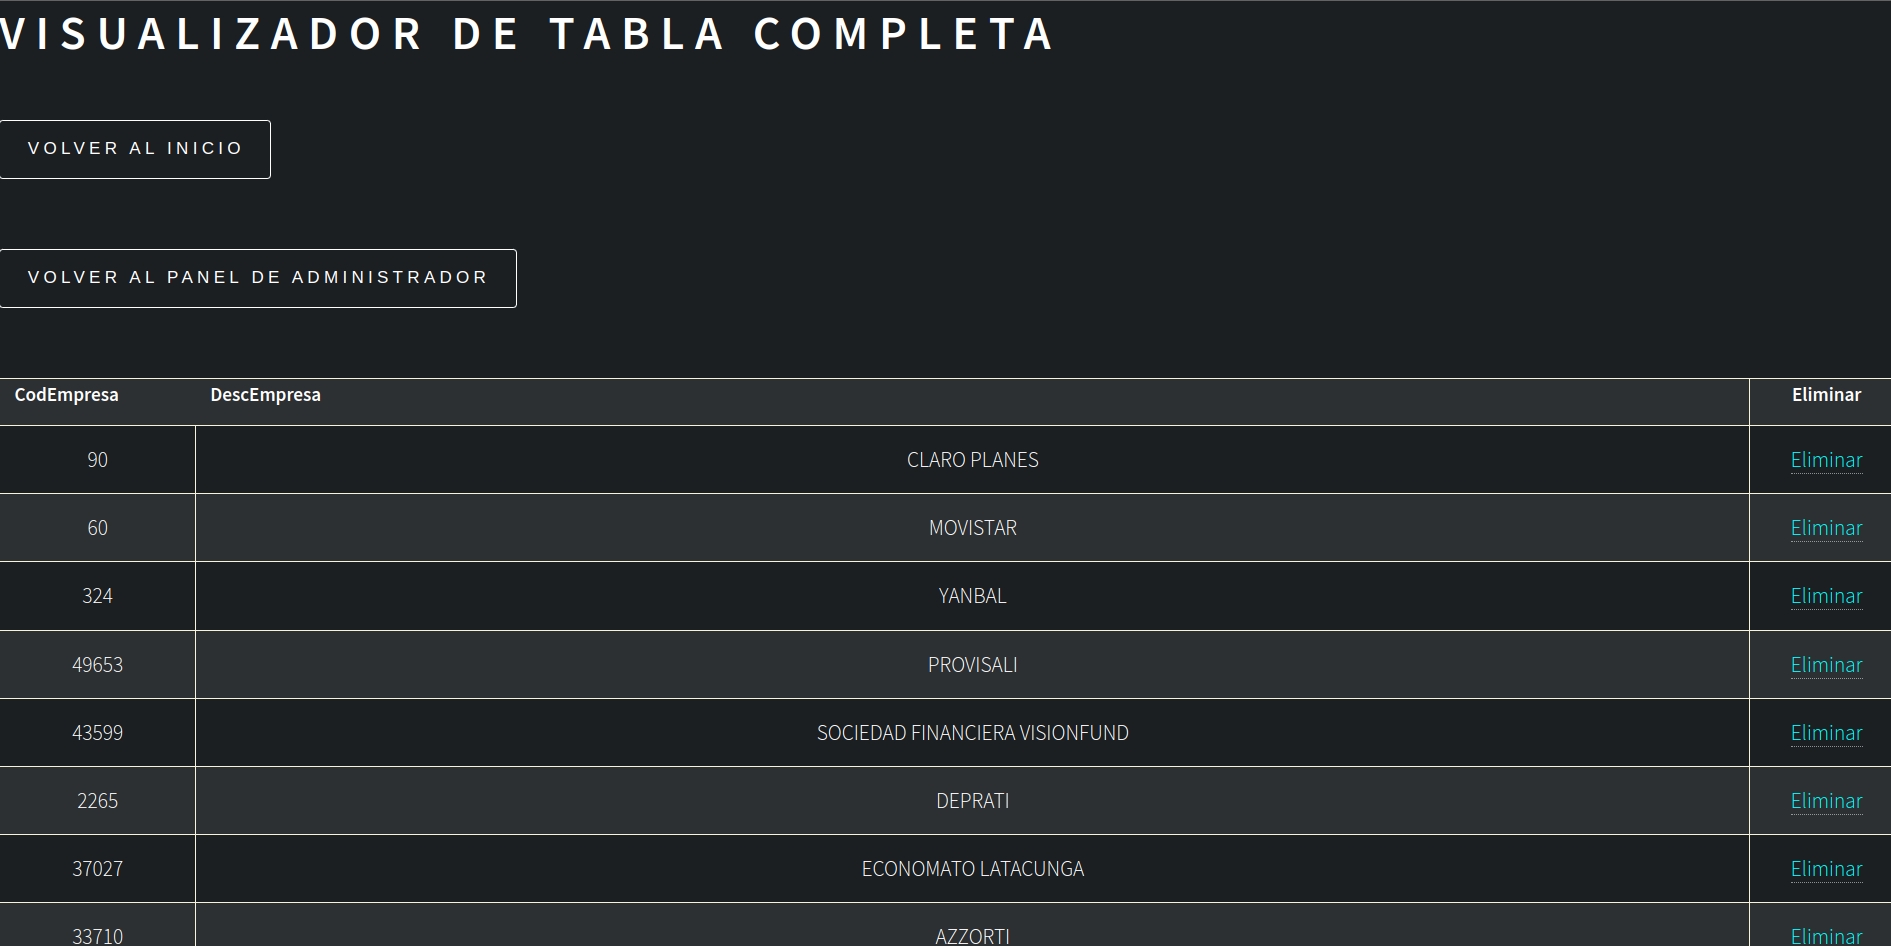 VISUALIZADOR DE TABLA COMPLETA
VOLVER AL INICIO
VOLVER AL PANEL DE ADMINISTRADOR
CodEmpresa DescEmpresa Eliminar
90 CLARO PLANES Eliminar
60 MOVISTAR Eliminar
324 YANBAL Eliminar
49653 PROVISALI Eliminar
43599 SOCIEDAD FINANCIERA VISIONFUND Eliminar
2265 DEPRATI Eliminar
37027 ECONOMATO LATACUNGA Eliminar
33710 AZZORTI Eliminar